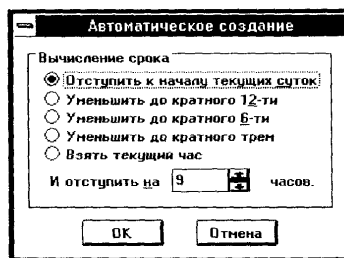 Автоматическое создание
Вычисление срока
Отступить к началу текущих суток
Уменьшить до кратного 12-ти
Уменьшить до кратного 6-ти
Уменьшить до кратного трем
Взять текущий час
И отступить на 9 часов.
OK Отмена